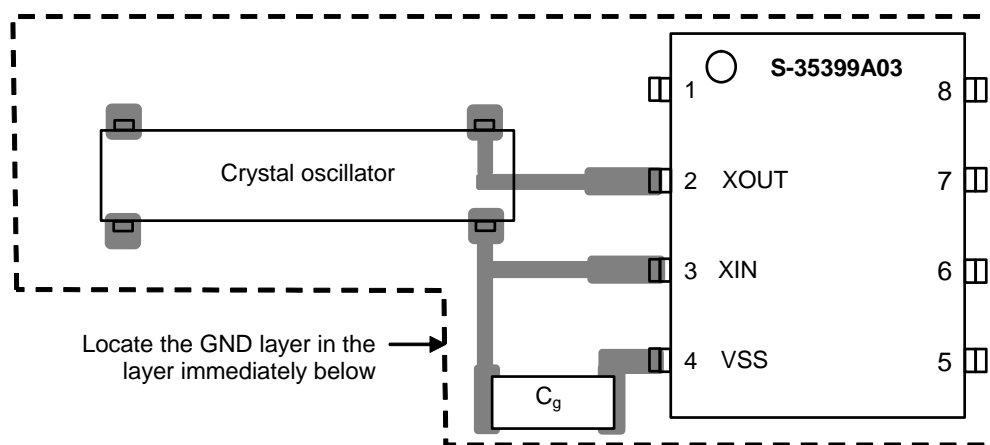 S-35399A03
1
8
Crystal oscillator
2 XOUT
7
3 XIN
6
Locate the GND layer in the
layer immediately below
4 VSS
5
Cg